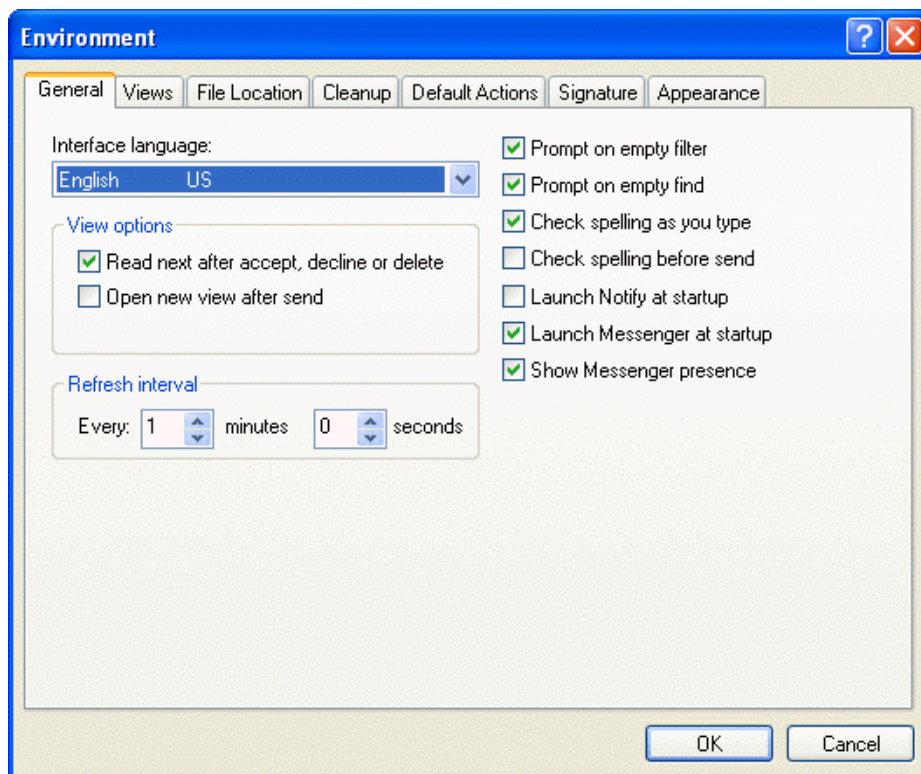 Environment
General Views File Location Cleanup Default Actions Signature Appearance
Interface language:
English US
View options
Read next after accept, decline or delete
Open new view after send
Refresh interval
Every: 1 minutes 0 seconds
Prompt on empty filter
Prompt on empty find
Check spelling as you type
Check spelling before send
Launch Notify at startup
Launch Messenger at startup
Show Messenger presence
OK Cancel